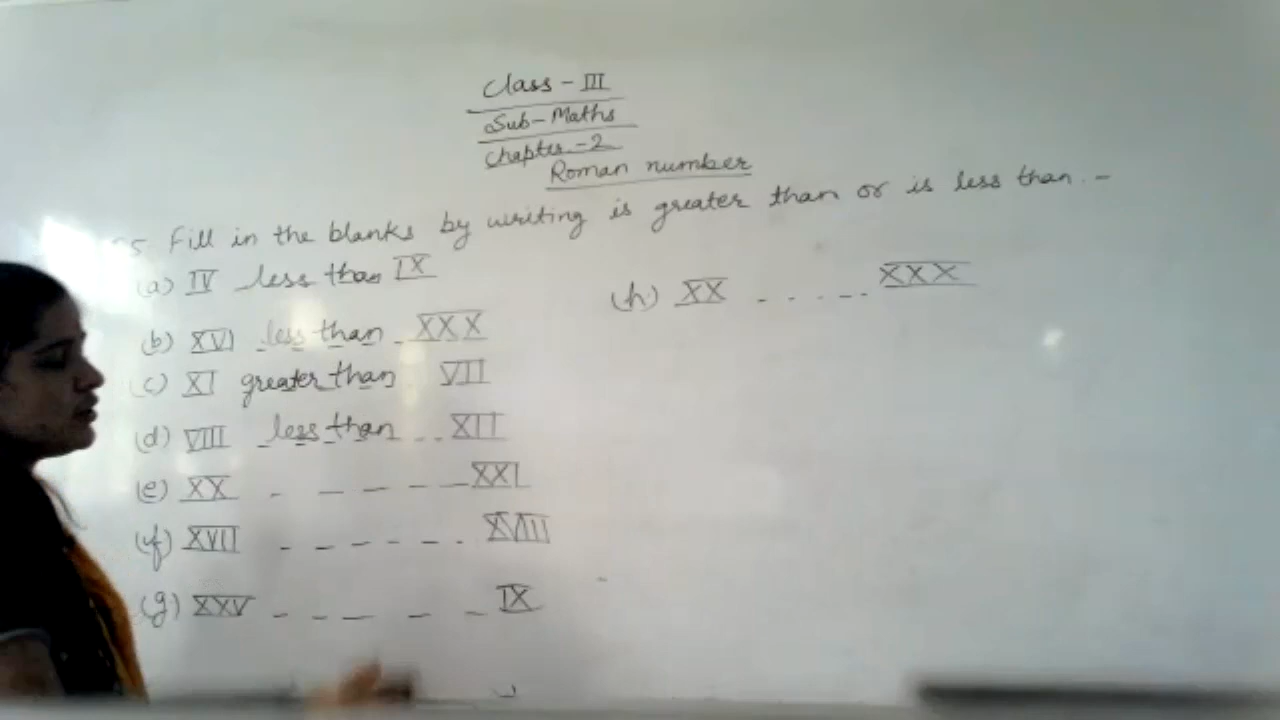 Class - III
Sub - Maths
Chapter - 2
Roman number
5 Fill in the blanks by writing is greater than or is less than. -
(a) IV less than IX
(b) XVI less than XXX
(c) XI greater than VII
(d) VIII less than XII
(e) XX - - - - - XXI
(f) XVII - - - - - - XVIII
(g) XXV - - - - - IX
(h) XX - - - - - XXX